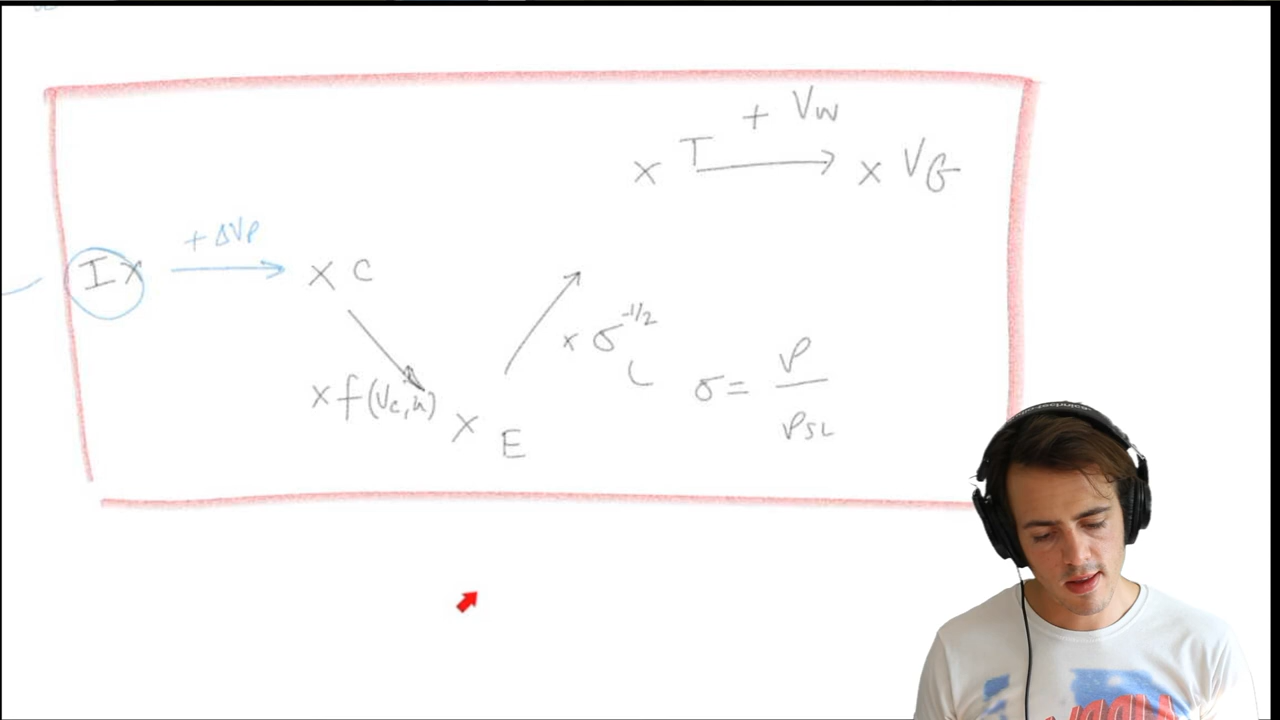 + Vw
x T → x VG
+ ΔVp
I x → x C
x σ^-1/2
σ = ρ / ρSL
x f(Vc, h)
x E